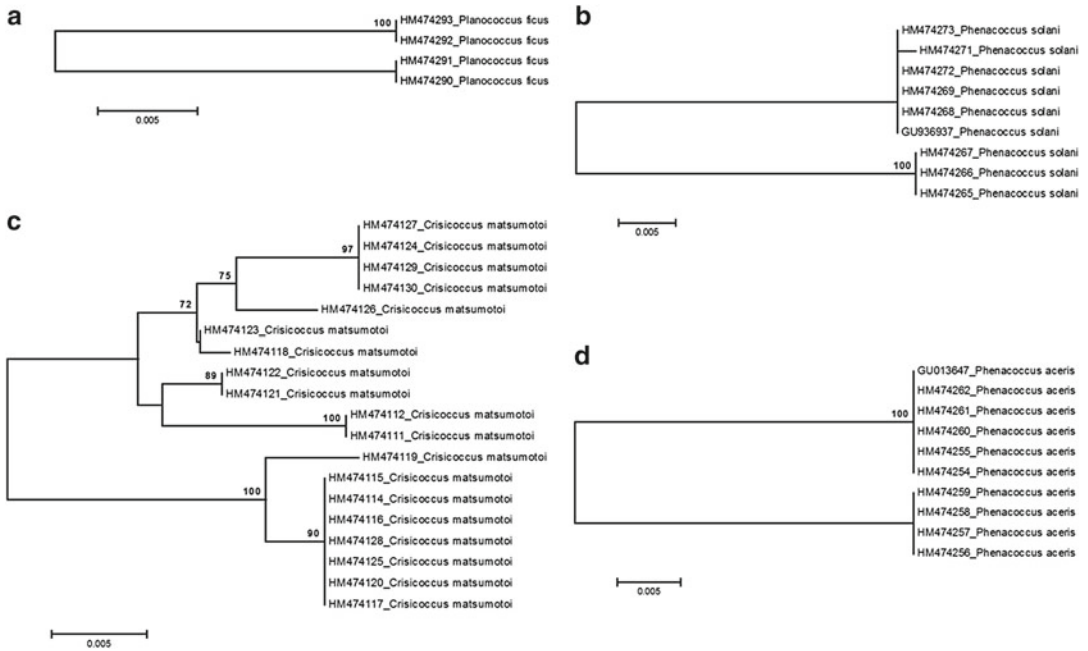 a
100
HM474293_Planococcus ficus
HM474292_Planococcus ficus
HM474291_Planococcus ficus
HM474290_Planococcus ficus
0.005
b
HM474273_Phenacoccus solani
HM474271_Phenacoccus solani
HM474272_Phenacoccus solani
HM474269_Phenacoccus solani
HM474268_Phenacoccus solani
GU936937_Phenacoccus solani
100
HM474267_Phenacoccus solani
HM474266_Phenacoccus solani
HM474265_Phenacoccus solani
0.005
c
HM474127_Crisicoccus matsumotoi
97
HM474124_Crisicoccus matsumotoi
HM474129_Crisicoccus matsumotoi
75
HM474130_Crisicoccus matsumotoi
72
HM474126_Crisicoccus matsumotoi
HM474123_Crisicoccus matsumotoi
HM474118_Crisicoccus matsumotoi
89
HM474122_Crisicoccus matsumotoi
HM474121_Crisicoccus matsumotoi
100
HM474112_Crisicoccus matsumotoi
HM474111_Crisicoccus matsumotoi
HM474119_Crisicoccus matsumotoi
100
HM474115_Crisicoccus matsumotoi
HM474114_Crisicoccus matsumotoi
HM474116_Crisicoccus matsumotoi
90
HM474128_Crisicoccus matsumotoi
HM474125_Crisicoccus matsumotoi
HM474120_Crisicoccus matsumotoi
HM474117_Crisicoccus matsumotoi
0.005
d
GU013647_Phenacoccus aceris
HM474262_Phenacoccus aceris
100
HM474261_Phenacoccus aceris
HM474260_Phenacoccus aceris
HM474255_Phenacoccus aceris
HM474254_Phenacoccus aceris
HM474259_Phenacoccus aceris
HM474258_Phenacoccus aceris
HM474257_Phenacoccus aceris
HM474256_Phenacoccus aceris
0.005